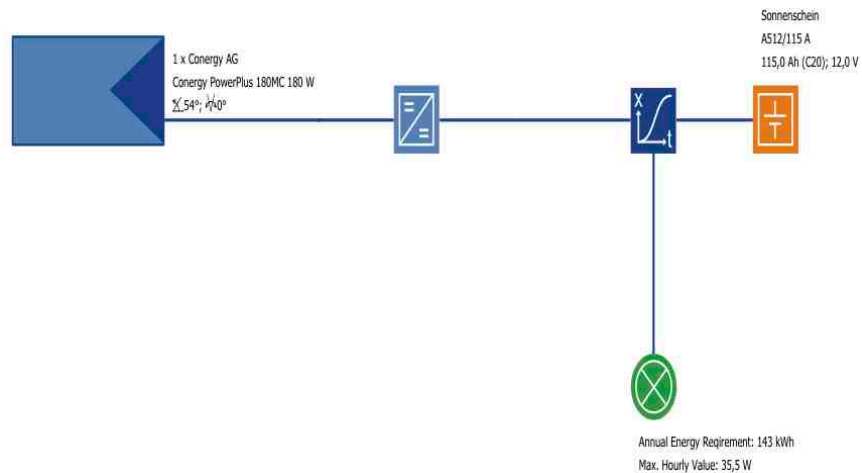 1 x Conergy AG
Conergy PowerPlus 180MC 180 W
54°; 0°
Sonnenschein
A512/115 A
115,0 Ah (C20); 12,0 V
X
t
Annual Energy Reqirement: 143 kWh
Max. Hourly Value: 35,5 W